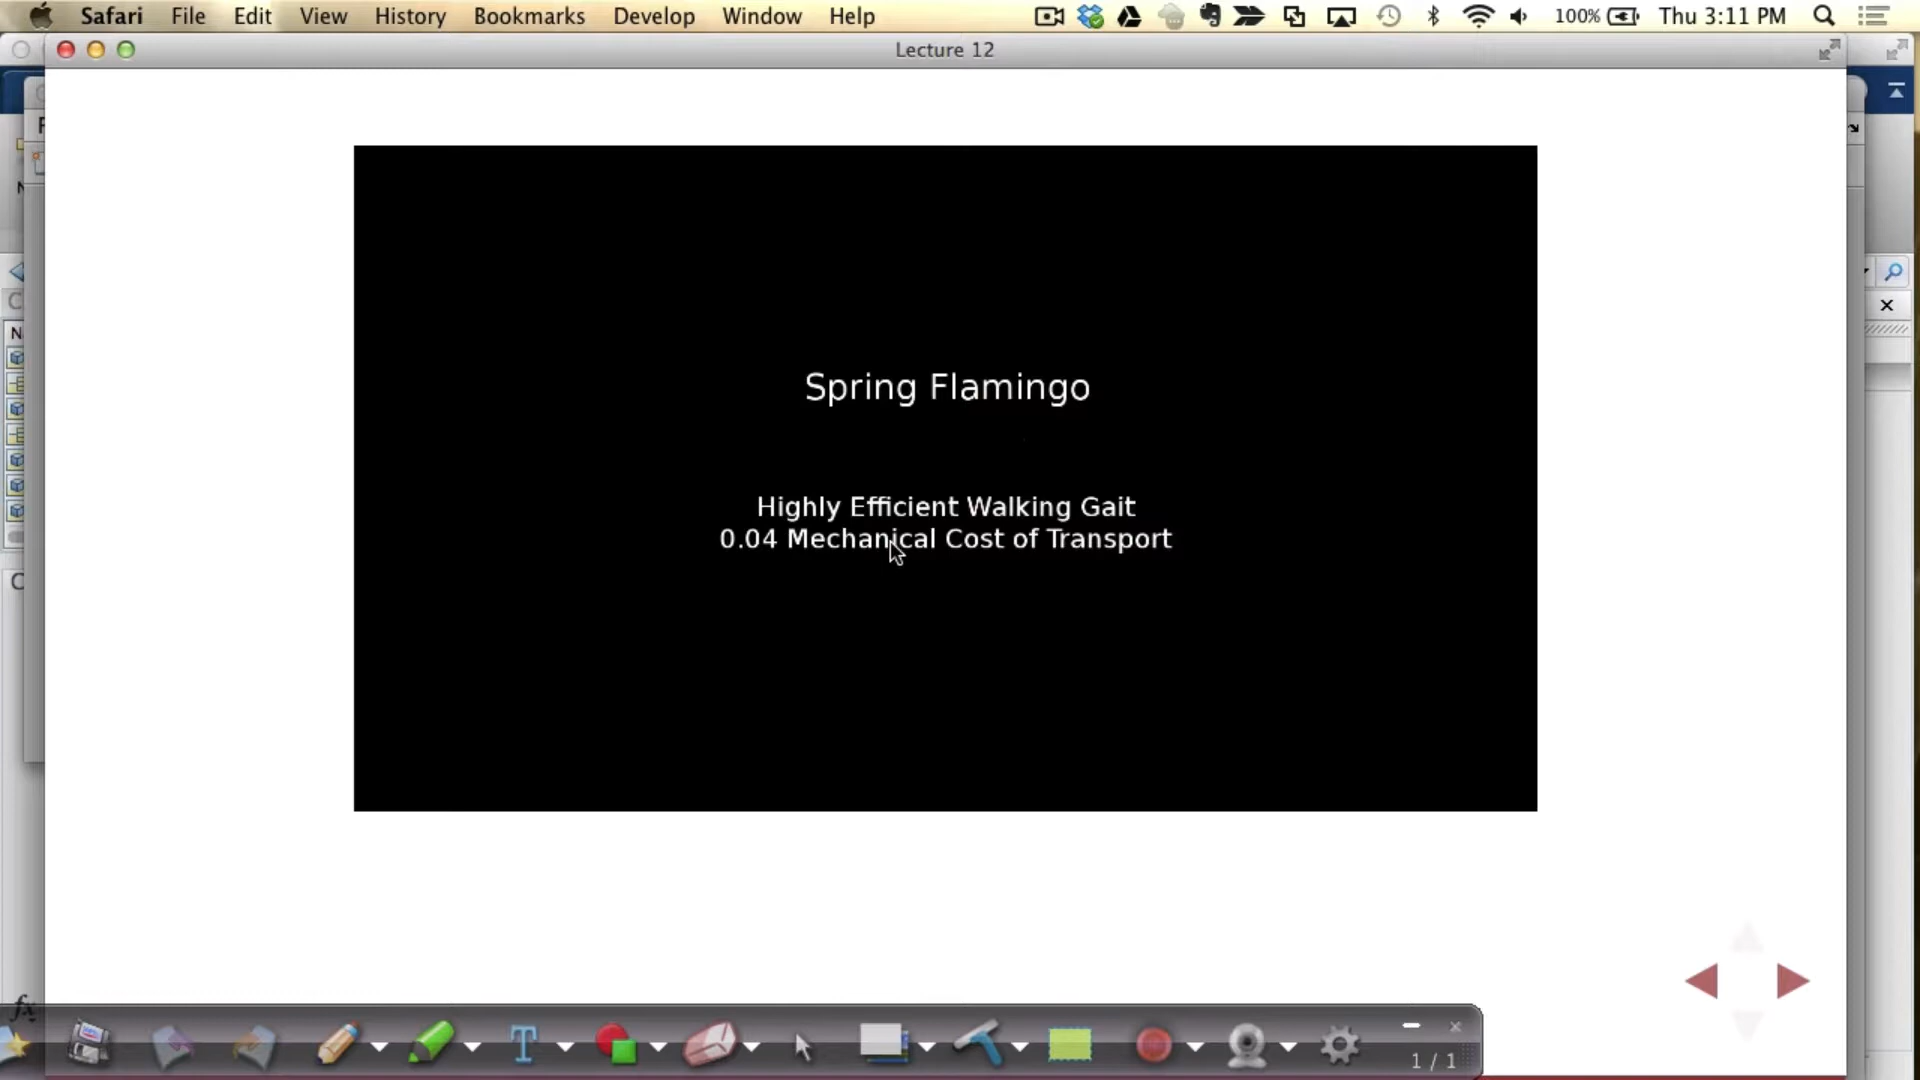 Safari File Edit View History Bookmarks Develop Window Help 100% Thu 3:11 PM
Lecture 12
Spring Flamingo
Highly Efficient Walking Gait
0.04 Mechanical Cost of Transport
fx
T
1 / 1